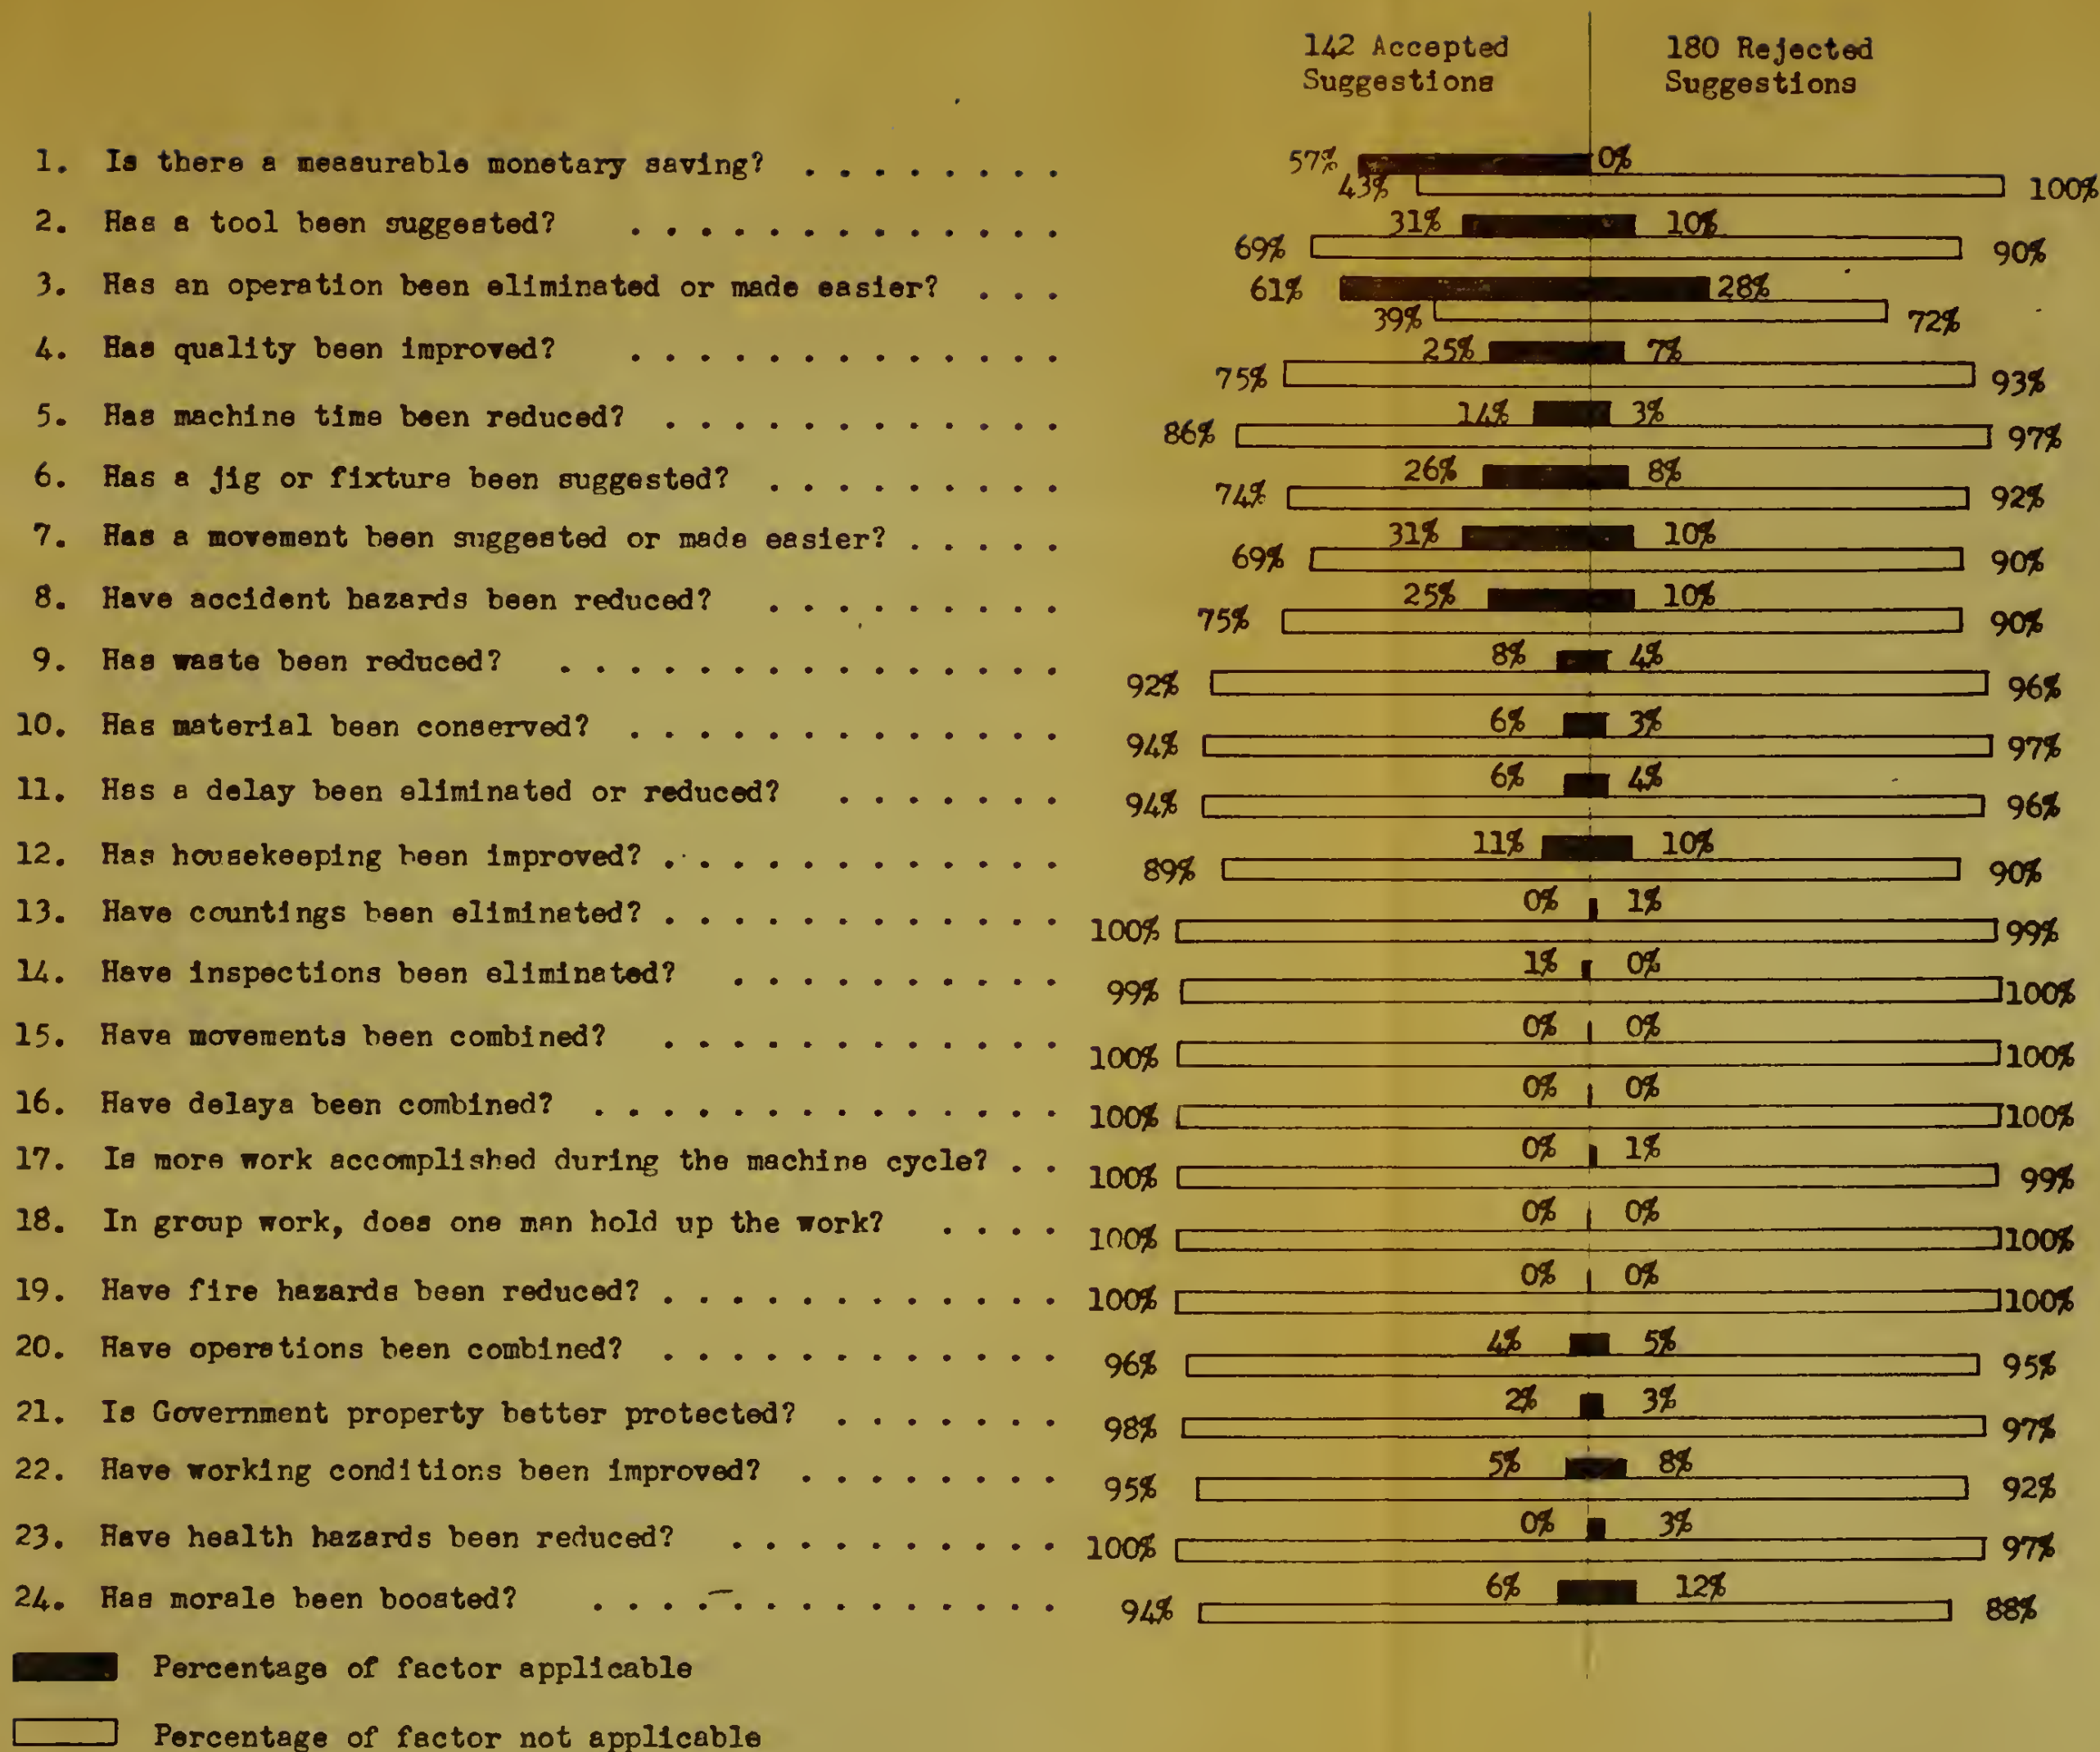 142 Accepted 180 Rejected
Suggestions Suggestions
1. Is there a measurable monetary saving? . . . . . . . . 57% 0%
43% 100%
2. Has a tool been suggested? . . . . . . . . . . . . . 31% 10%
69% 90%
3. Has an operation been eliminated or made easier? . . . 61% 28%
39% 72%
4. Has quality been improved? . . . . . . . . . . . . . 25% 7%
75% 93%
5. Has machine time been reduced? . . . . . . . . . . . . 14% 3%
86% 97%
6. Has a jig or fixture been suggested? . . . . . . . . . 26% 8%
74% 92%
7. Has a movement been suggested or made easier? . . . . . 31% 10%
69% 90%
8. Have accident hazards been reduced? . . . . . . . . . 25% 10%
75% 90%
9. Has waste been reduced? . . . . . . . . . . . . . . . 8% 4%
92% 96%
10. Has material been conserved? . . . . . . . . . . . . . 6% 3%
94% 97%
11. Has a delay been eliminated or reduced? . . . . . . . 6% 4%
94% 96%
12. Has housekeeping been improved? . . . . . . . . . . . . 11% 10%
89% 90%
13. Have countings been eliminated? . . . . . . . . . . . . 0% 1%
100% 99%
14. Have inspections been eliminated? . . . . . . . . . . 1% 0%
99% 100%
15. Have movements been combined? . . . . . . . . . . . . 0% 0%
100% 100%
16. Have delays been combined? . . . . . . . . . . . . . . 0% 0%
100% 100%
17. Is more work accomplished during the machine cycle? . . 0% 1%
100% 99%
18. In group work, does one man hold up the work? . . . . 0% 0%
100% 100%
19. Have fire hazards been reduced? . . . . . . . . . . . . 0% 0%
100% 100%
20. Have operations been combined? . . . . . . . . . . . . 4% 5%
96% 95%
21. Is Government property better protected? . . . . . . . 2% 3%
98% 97%
22. Have working conditions been improved? . . . . . . . . 5% 8%
95% 92%
23. Have health hazards been reduced? . . . . . . . . . . 0% 3%
100% 97%
24. Has morale been boosted? . . . . . . . . . . . . . . 6% 12%
94% 88%
Percentage of factor applicable
Percentage of factor not applicable